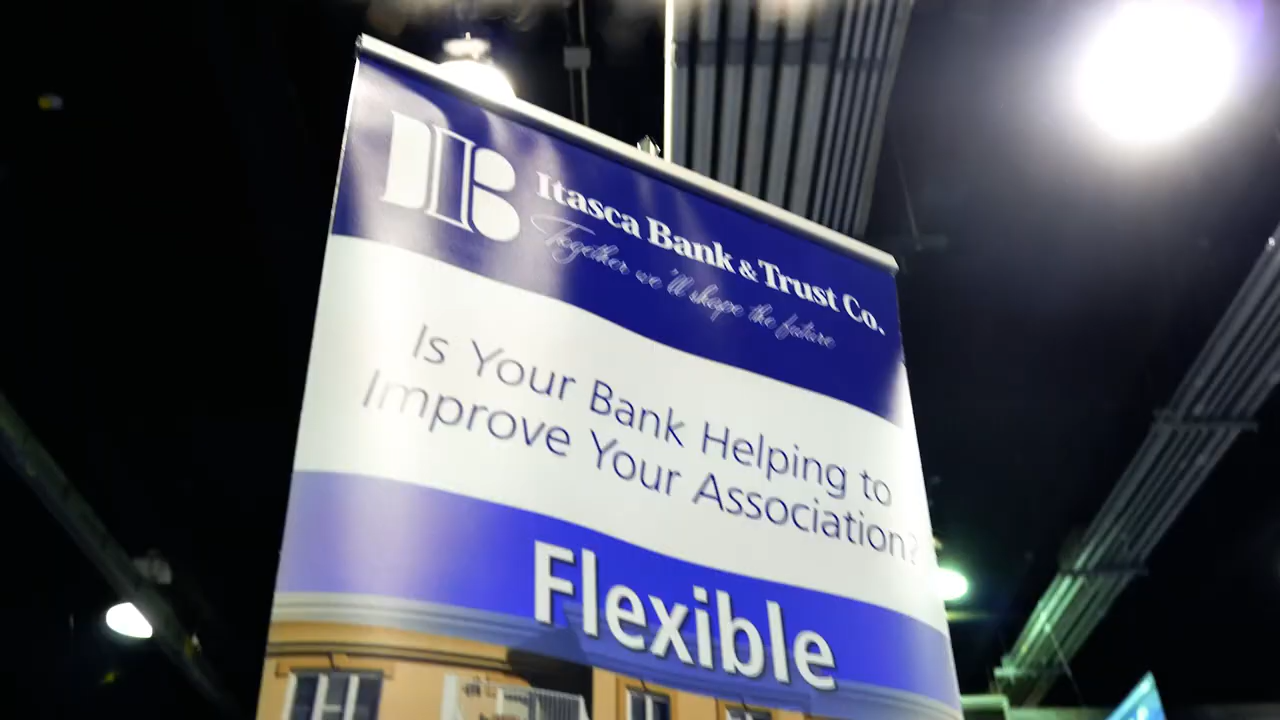 IB
Itasca Bank & Trust Co.
Together we'll shape the future
Is Your Bank Helping to
Improve Your Association?
Flexible